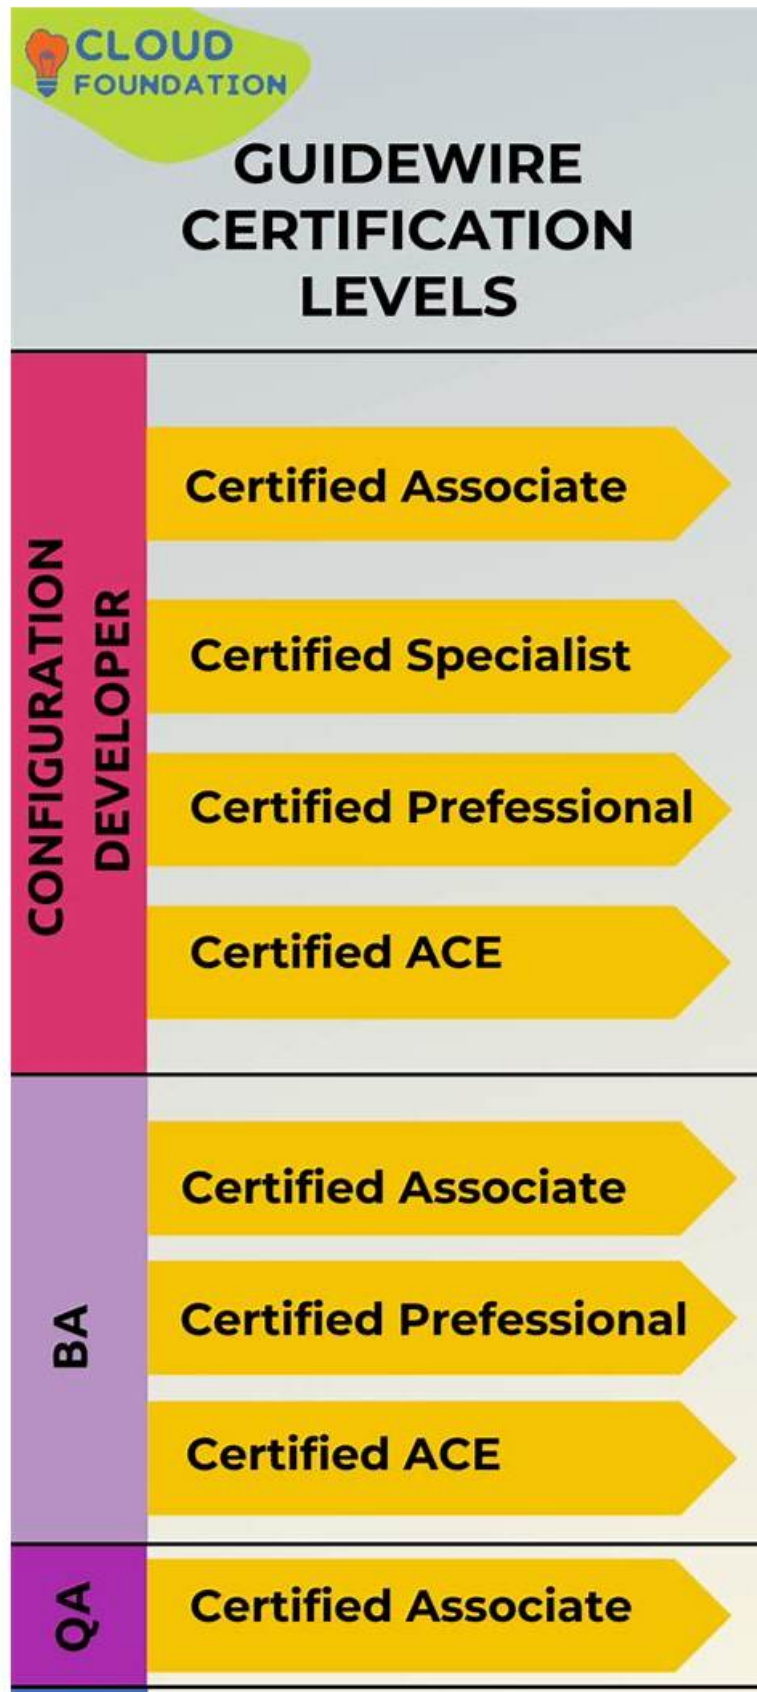 CLOUD
FOUNDATION
GUIDEWIRE
CERTIFICATION
LEVELS
CONFIGURATION
DEVELOPER
Certified Associate
Certified Specialist
Certified Prefessional
Certified ACE
BA
Certified Associate
Certified Prefessional
Certified ACE
QA
Certified Associate